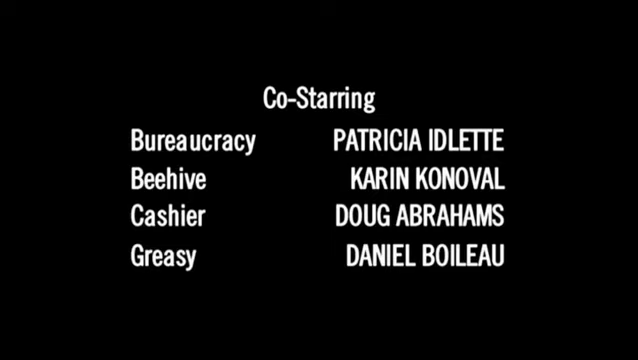 Co-Starring
Bureaucracy PATRICIA IDLETTE
Beehive KARIN KONOVAL
Cashier DOUG ABRAHAMS
Greasy DANIEL BOILEAU